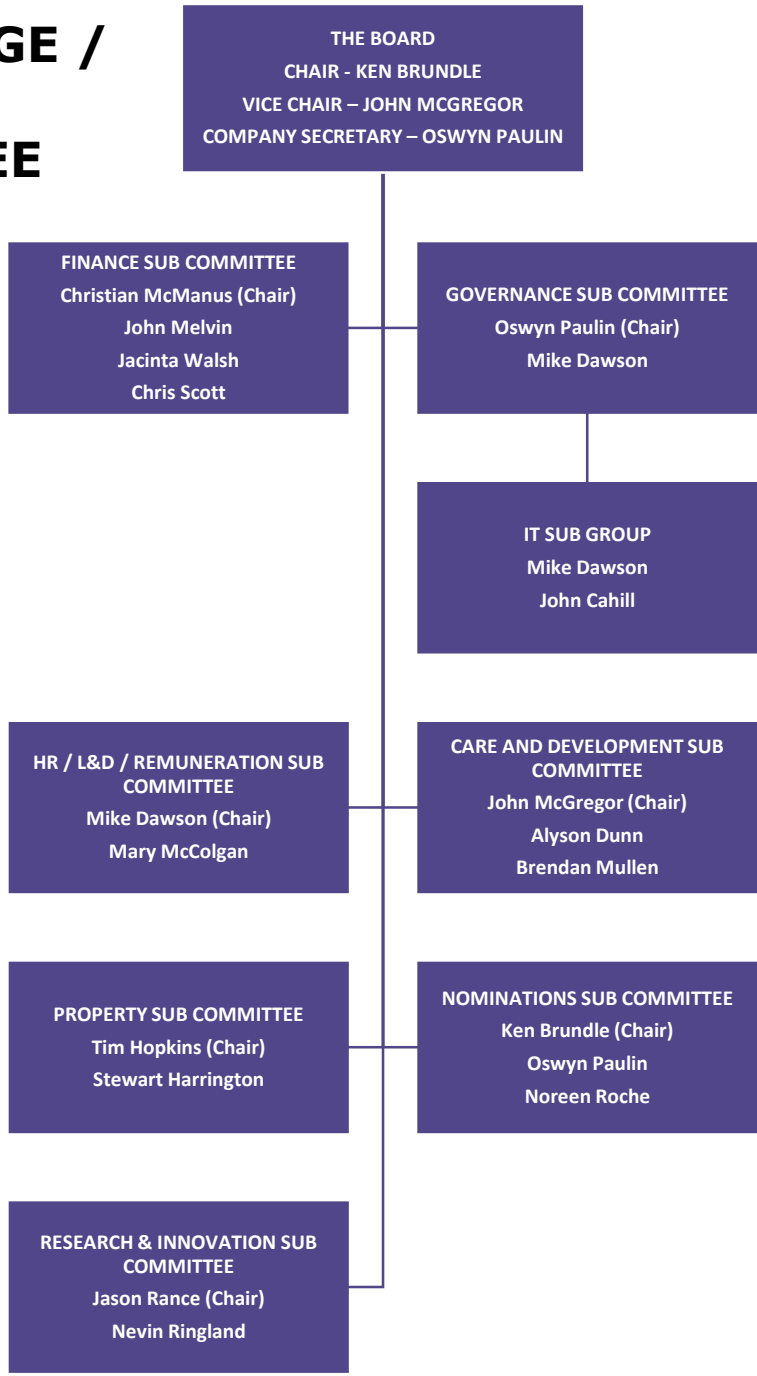 GE /
EE
THE BOARD
CHAIR - KEN BRUNDLE
VICE CHAIR – JOHN MCGREGOR
COMPANY SECRETARY – OSWYN PAULIN
FINANCE SUB COMMITTEE
Christian McManus (Chair)
John Melvin
Jacinta Walsh
Chris Scott
GOVERNANCE SUB COMMITTEE
Oswyn Paulin (Chair)
Mike Dawson
IT SUB GROUP
Mike Dawson
John Cahill
HR / L&D / REMUNERATION SUB
COMMITTEE
Mike Dawson (Chair)
Mary McColgan
CARE AND DEVELOPMENT SUB
COMMITTEE
John McGregor (Chair)
Alyson Dunn
Brendan Mullen
PROPERTY SUB COMMITTEE
Tim Hopkins (Chair)
Stewart Harrington
NOMINATIONS SUB COMMITTEE
Ken Brundle (Chair)
Oswyn Paulin
Noreen Roche
RESEARCH & INNOVATION SUB
COMMITTEE
Jason Rance (Chair)
Nevin Ringland